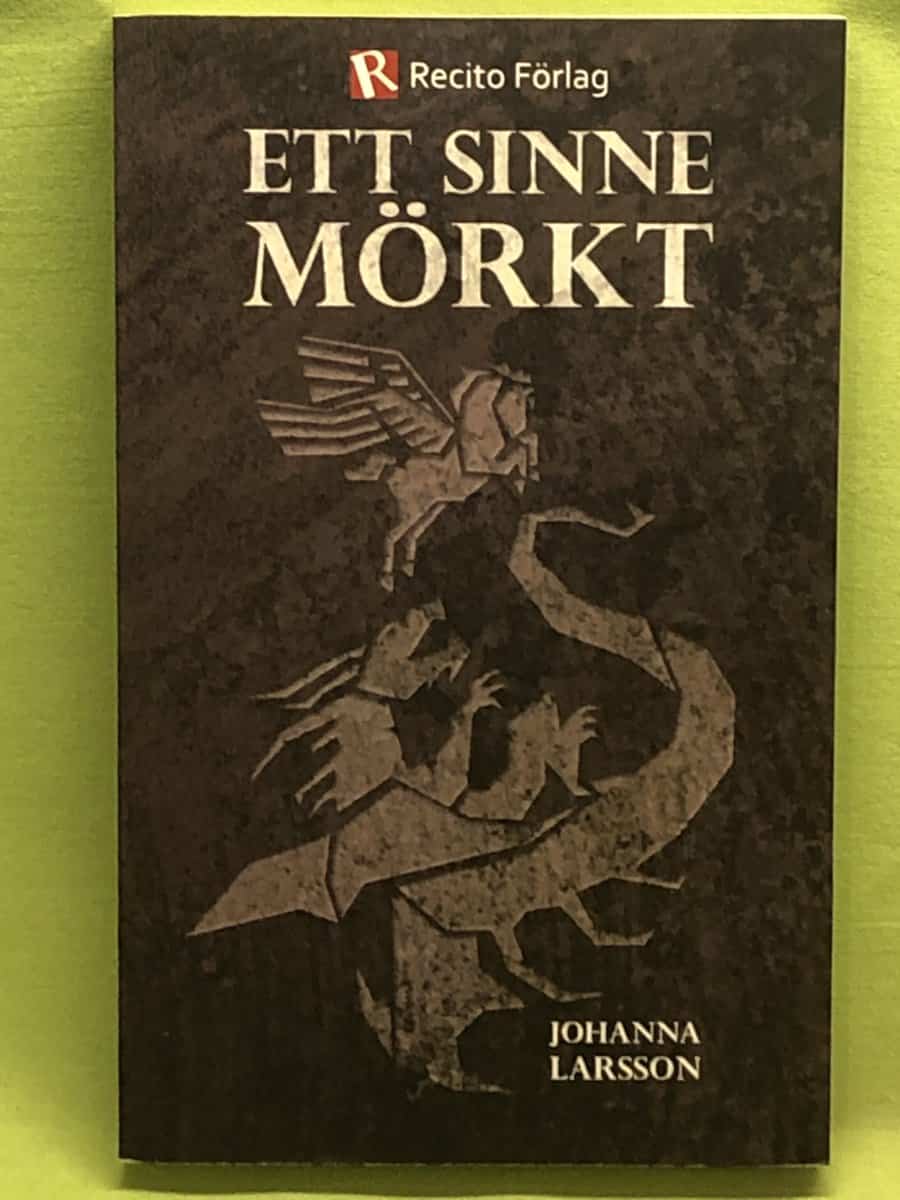 R Recito Förlag
ETT SINNE
MÖRKT
JOHANNA
LARSSON